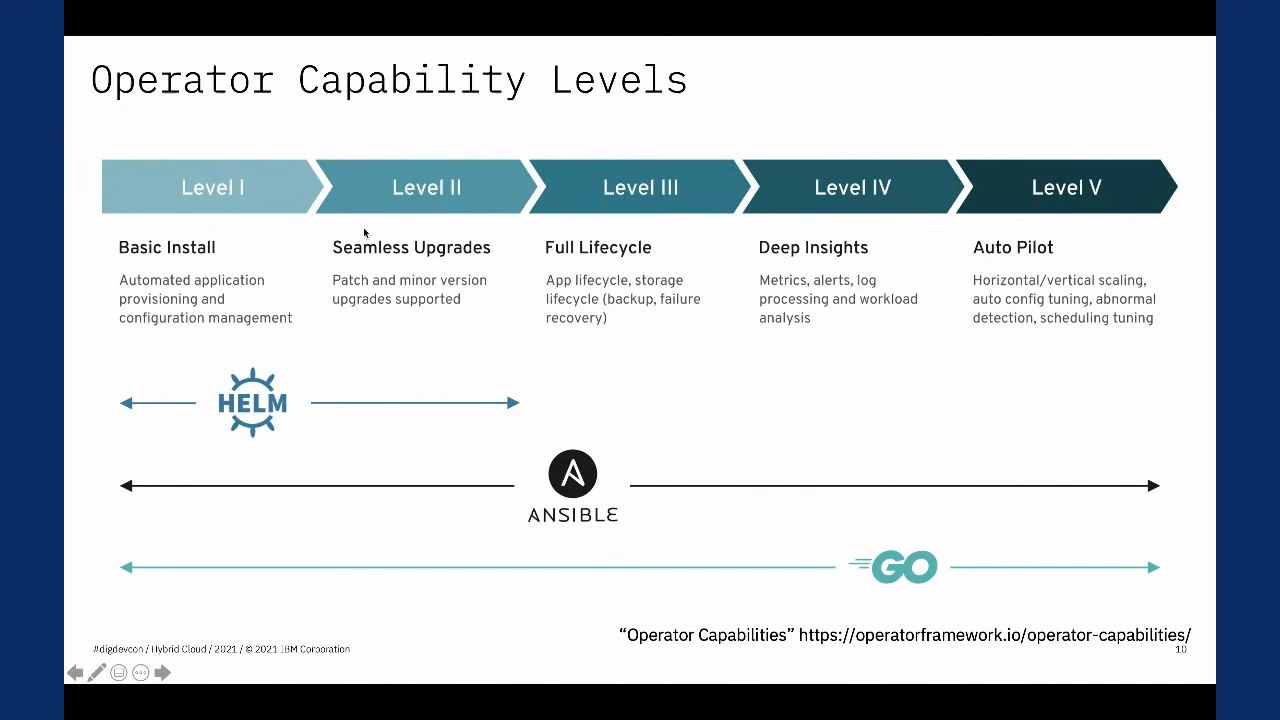 Operator Capability Levels
Level I
Level II
Level III
Level IV
Level V
Basic Install
Automated application
provisioning and
configuration management
Seamless Upgrades
Patch and minor version
upgrades supported
Full Lifecycle
App lifecycle, storage
lifecycle (backup, failure
recovery)
Deep Insights
Metrics, alerts, log
processing and workload
analysis
Auto Pilot
Horizontal/vertical scaling,
auto config tuning, abnormal
detection, scheduling tuning
HELM
ANSIBLE
GO
“Operator Capabilities” https://operatorframework.io/operator-capabilities/
#digdevcon / Hybrid Cloud / 2021 / © 2021 IBM Corporation
10